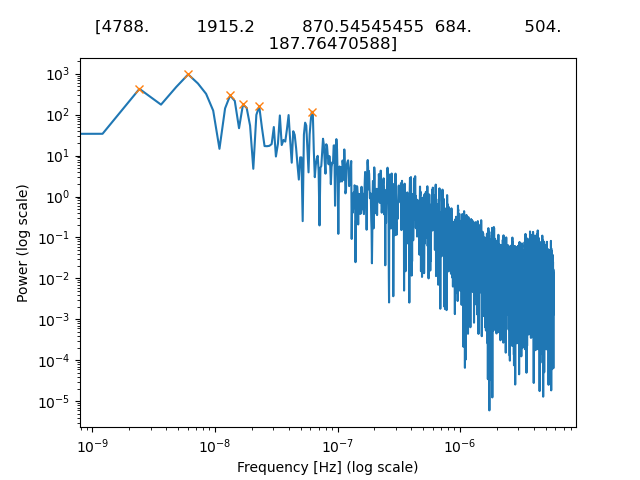 [4788. 1915.2 870.54545455 684. 504.
187.76470588]
10³
10²
10¹
10⁰
10⁻¹
10⁻²
10⁻³
10⁻⁴
10⁻⁵
Power (log scale)
10⁻⁹ 10⁻⁸ 10⁻⁷ 10⁻⁶
Frequency [Hz] (log scale)